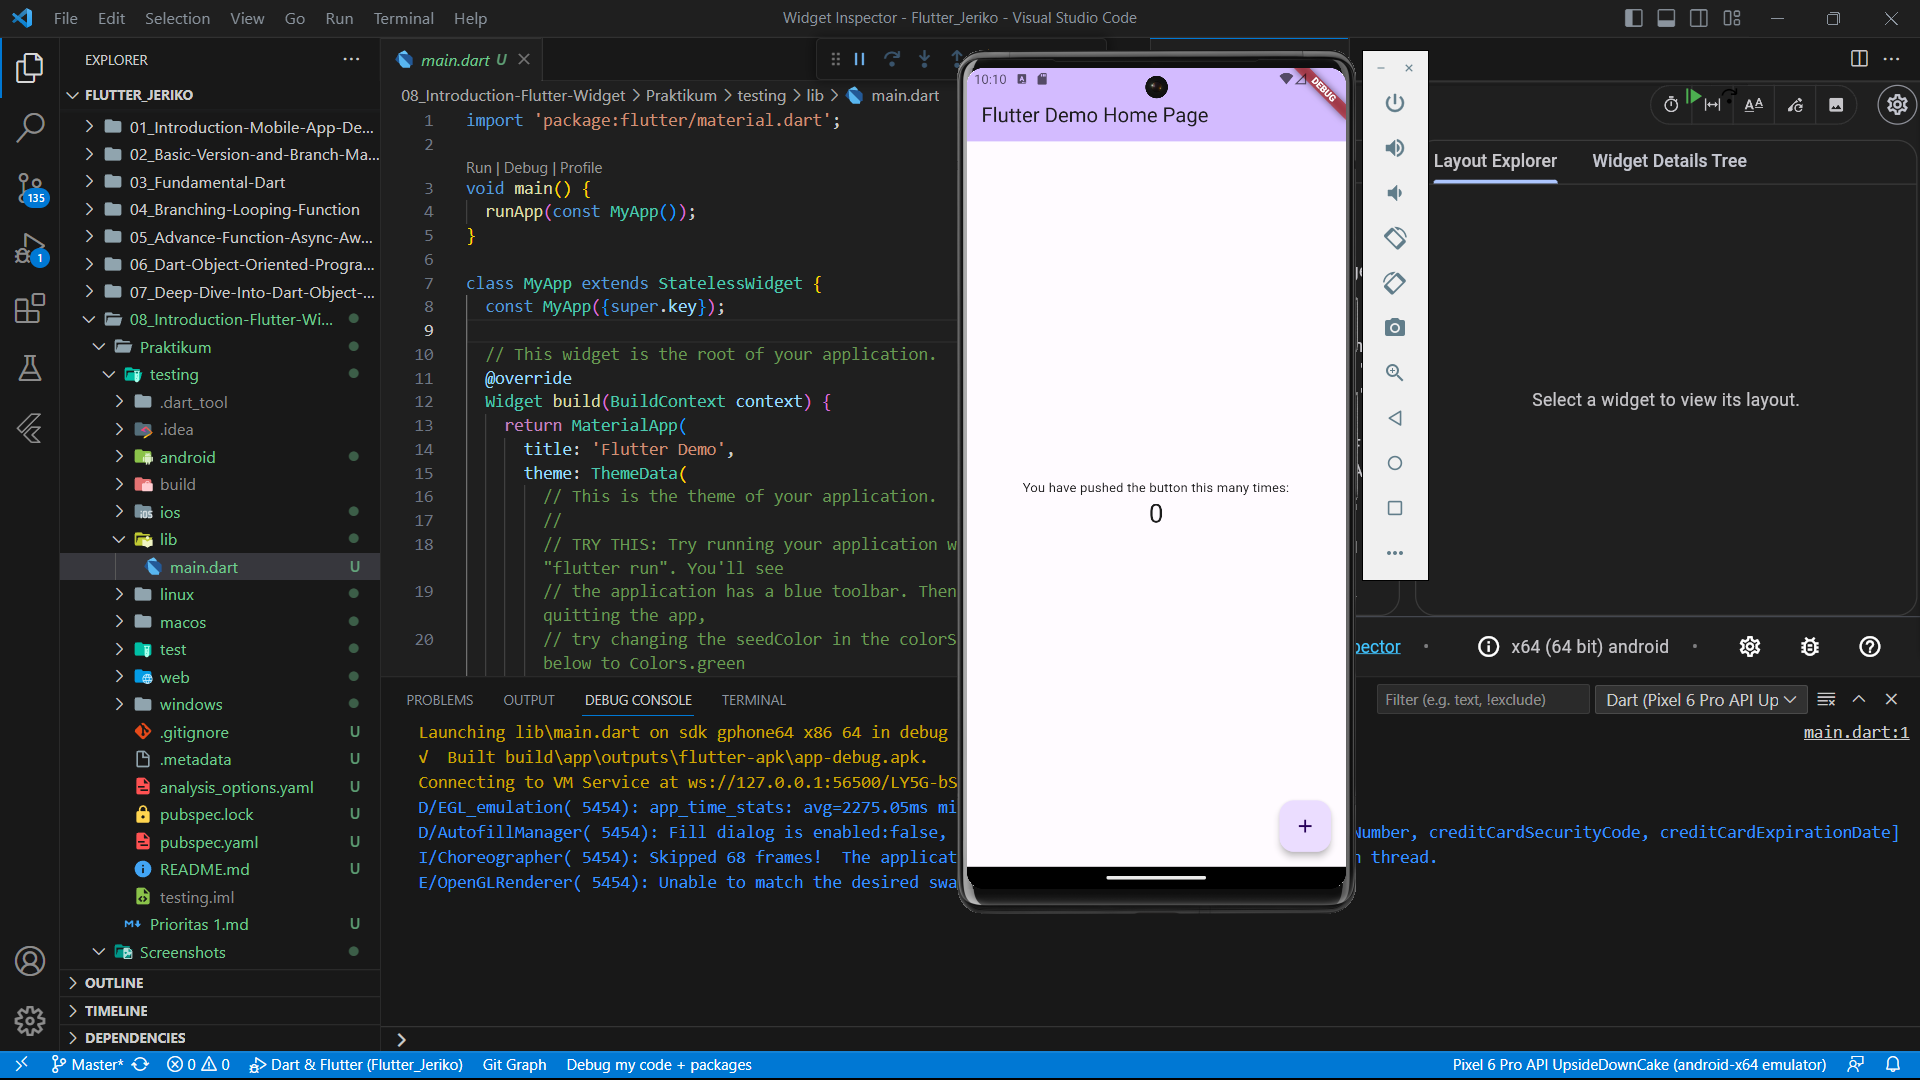 File Edit Selection View Go Run Terminal Help
Widget Inspector - Flutter_Jeriko - Visual Studio Code
EXPLORER
FLUTTER_JERIKO
01_Introduction-Mobile-App-De...
02_Basic-Version-and-Branch-Ma...
03_Fundamental-Dart
04_Branching-Looping-Function
05_Advance-Function-Async-Aw...
06_Dart-Object-Oriented-Progra...
07_Deep-Dive-Into-Dart-Object-...
08_Introduction-Flutter-Wi...
Praktikum
testing
.dart_tool
.idea
android
build
ios
lib
main.dart U
linux
macos
test
web
windows
.gitignore U
.metadata U
analysis_options.yaml U
pubspec.lock U
pubspec.yaml U
README.md U
testing.iml
Prioritas 1.md U
Screenshots
OUTLINE
TIMELINE
DEPENDENCIES
135
1
main.dart U
08_Introduction-Flutter-Widget > Praktikum > testing > lib > main.dart
1 import 'package:flutter/material.dart';
2
Run | Debug | Profile
3 void main() {
4 runApp(const MyApp());
5 }
6
7 class MyApp extends StatelessWidget {
8 const MyApp({super.key});
9
10 // This widget is the root of your application.
11 @override
12 Widget build(BuildContext context) {
13 return MaterialApp(
14 title: 'Flutter Demo',
15 theme: ThemeData(
16 // This is the theme of your application.
17 //
18 // TRY THIS: Try running your application w
"flutter run". You'll see
19 // the application has a blue toolbar. Then
quitting the app,
20 // try changing the seedColor in the colorS
below to Colors.green
10:10
DEBUG
Flutter Demo Home Page
You have pushed the button this many times:
0
+
Layout Explorer Widget Details Tree
Select a widget to view its layout.
pector
x64 (64 bit) android
PROBLEMS OUTPUT DEBUG CONSOLE TERMINAL
Filter (e.g. text, !exclude)
Dart (Pixel 6 Pro API Up
Launching lib\main.dart on sdk gphone64 x86 64 in debug
main.dart:1
√ Built build\app\outputs\flutter-apk\app-debug.apk.
Connecting to VM Service at ws://127.0.0.1:56500/LY5G-bS
D/EGL_emulation( 5454): app_time_stats: avg=2275.05ms mi
D/AutofillManager( 5454): Fill dialog is enabled:false, Number, creditCardSecurityCode, creditCardExpirationDate]
I/Choreographer( 5454): Skipped 68 frames! The applicat n thread.
E/OpenGLRenderer( 5454): Unable to match the desired swa
Master* 0 0 Dart & Flutter (Flutter_Jeriko) Git Graph Debug my code + packages
Pixel 6 Pro API UpsideDownCake (android-x64 emulator)